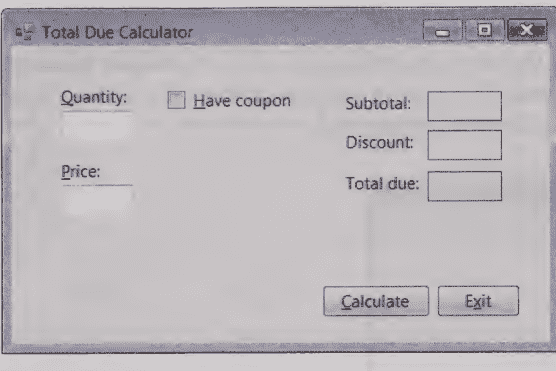 Total Due Calculator
Quantity:
Have coupon
Subtotal:
Discount:
Price:
Total due:
Calculate
Exit